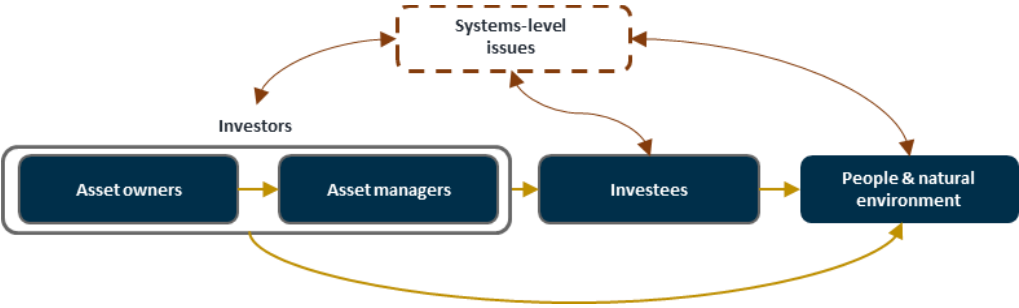 Systems-level
issues
Investors
Asset owners
Asset managers
Investees
People & natural
environment